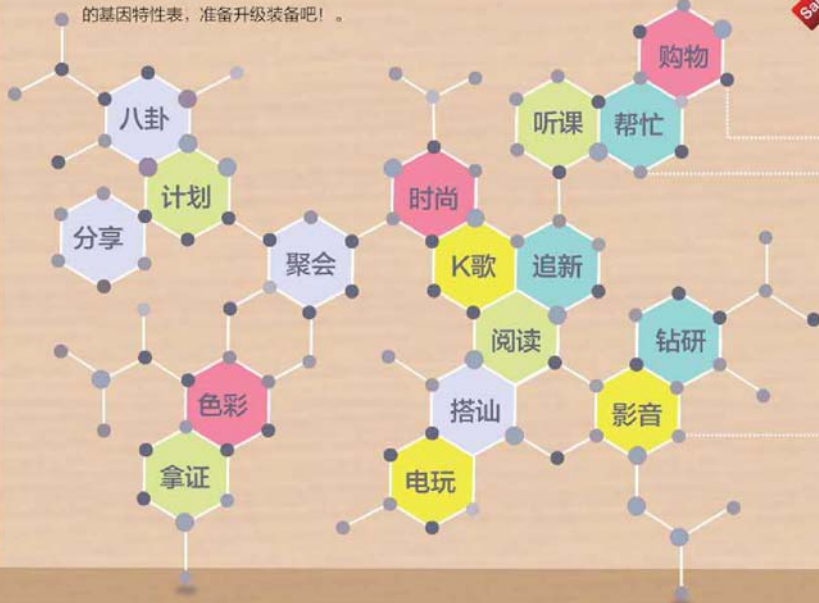 的基因特性表，准备升级装备吧！。
Sa
购物
八卦
听课
帮忙
计划
时尚
分享
聚会
K歌
追新
阅读
钻研
色彩
搭讪
影音
拿证
电玩